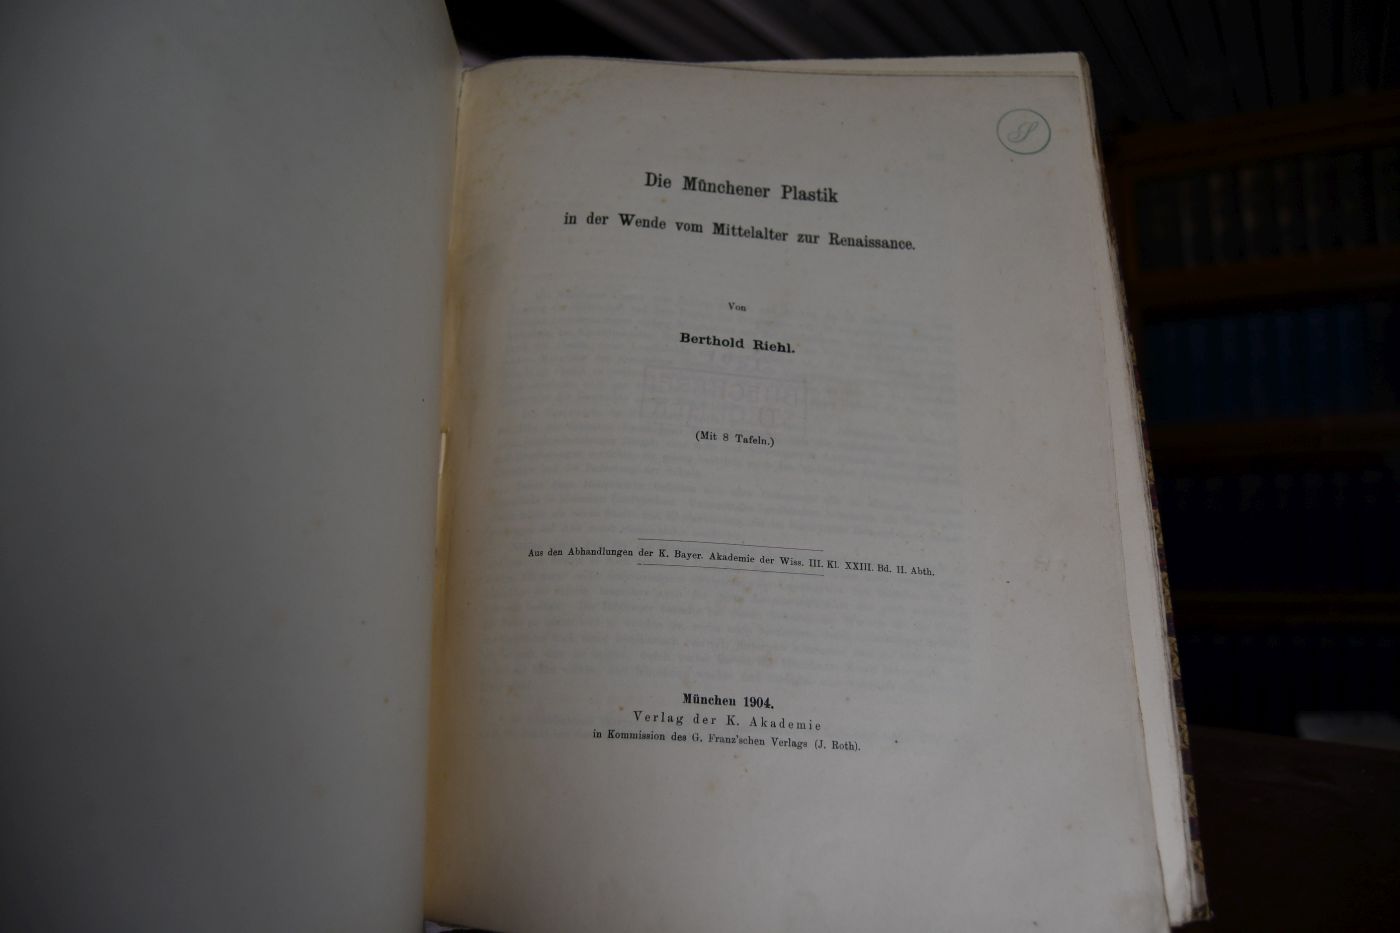 S
Die Münchener Plastik
in der Wende vom Mittelalter zur Renaissance.
Von
Berthold Riehl.
(Mit 8 Tafeln.)
Aus den Abhandlungen der K. Bayer. Akademie der Wiss. III. Kl. XXIII. Bd. II. Abth.
München 1904.
Verlag der K. Akademie
in Kommission des G. Franz'schen Verlags (J. Roth).